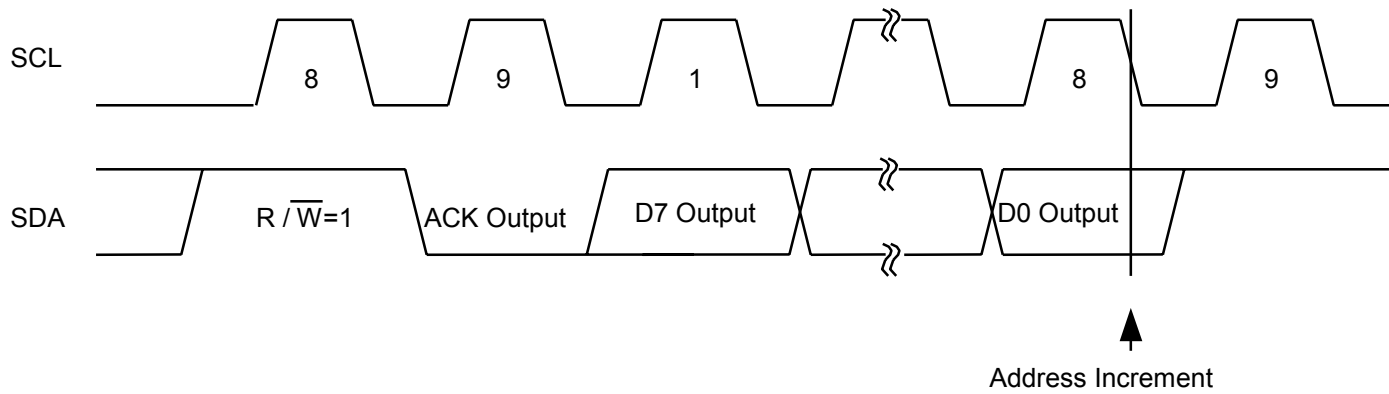 SCL
8
9
1
8
9
SDA
R / W̅=1
ACK Output
D7 Output
D0 Output
Address Increment